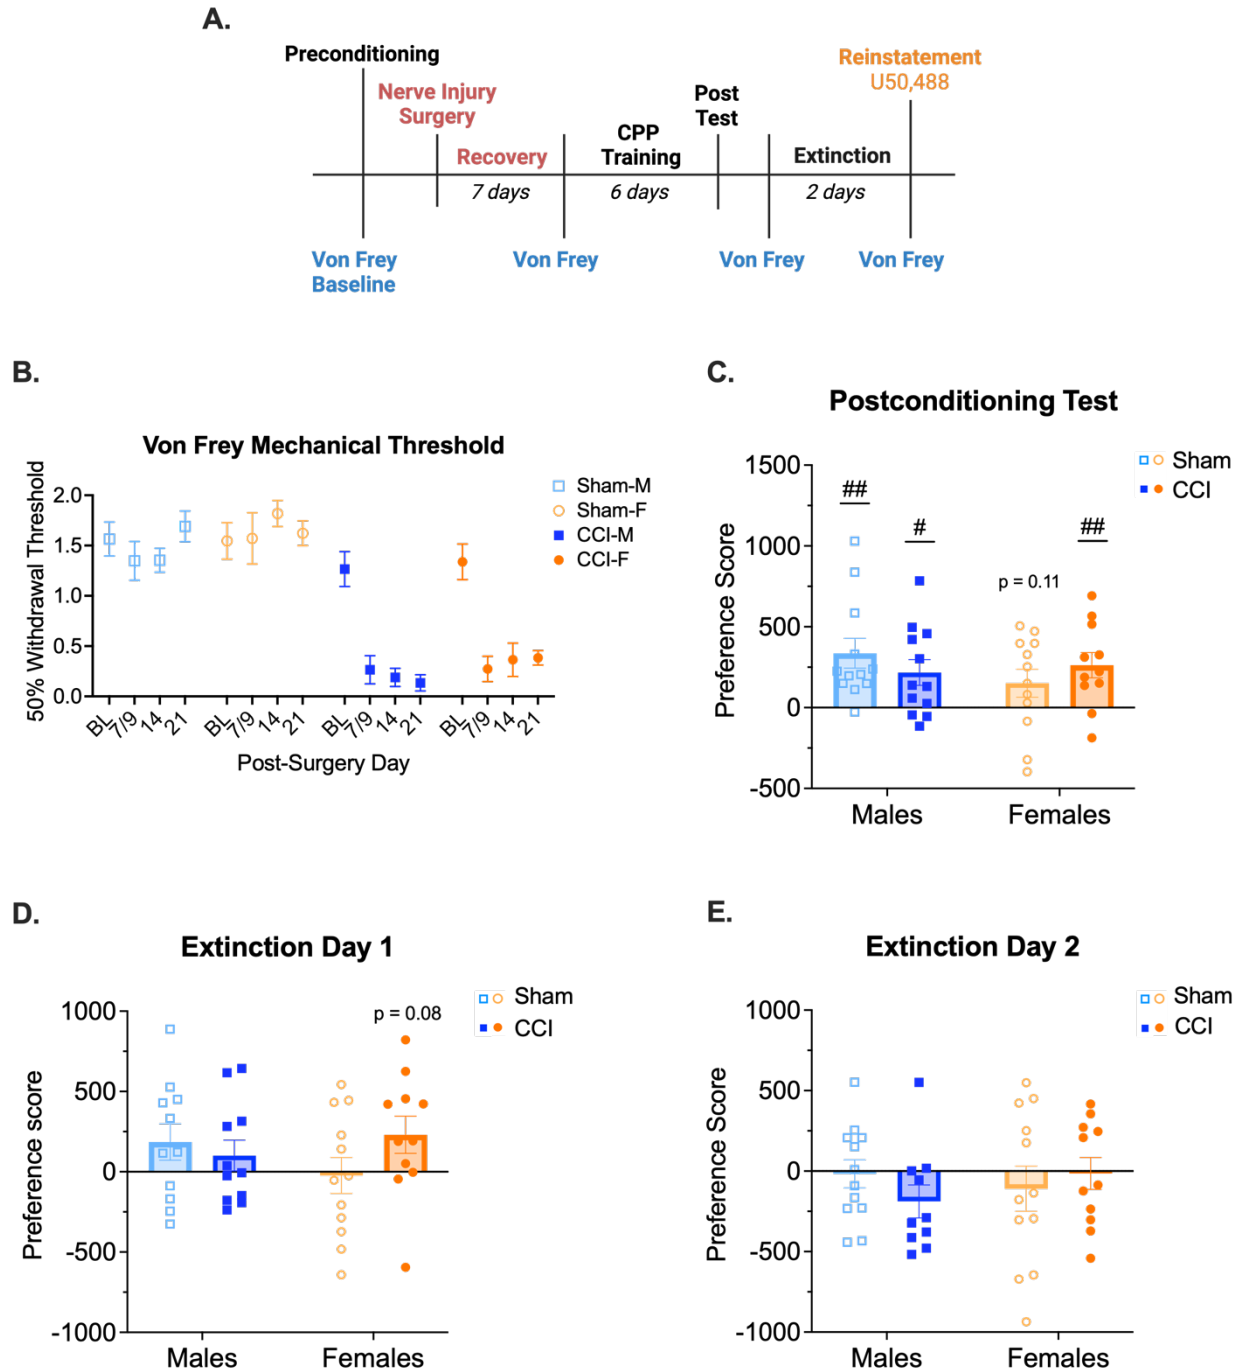 A.
Preconditioning
Nerve Injury
Surgery
Recovery
7 days
CPP
Training
6 days
Post
Test
Extinction
2 days
Reinstatement
U50,488
Von Frey
Baseline
Von Frey
Von Frey
Von Frey
B.
Von Frey Mechanical Threshold
50% Withdrawal Threshold
2.0
1.5
1.0
0.5
0.0
BL 7/9 14 21 BL 7/9 14 21 BL 7/9 14 21 BL 7/9 14 21
Post-Surgery Day
Sham-M
Sham-F
CCI-M
CCI-F
C.
Postconditioning Test
Preference Score
1500
1000
500
0
-500
##
#
p = 0.11
##
Males Females
Sham
CCI
D.
Extinction Day 1
Preference score
1000
500
0
-500
-1000
p = 0.08
Males Females
Sham
CCI
E.
Extinction Day 2
Preference Score
1000
500
0
-500
-1000
Males Females
Sham
CCI